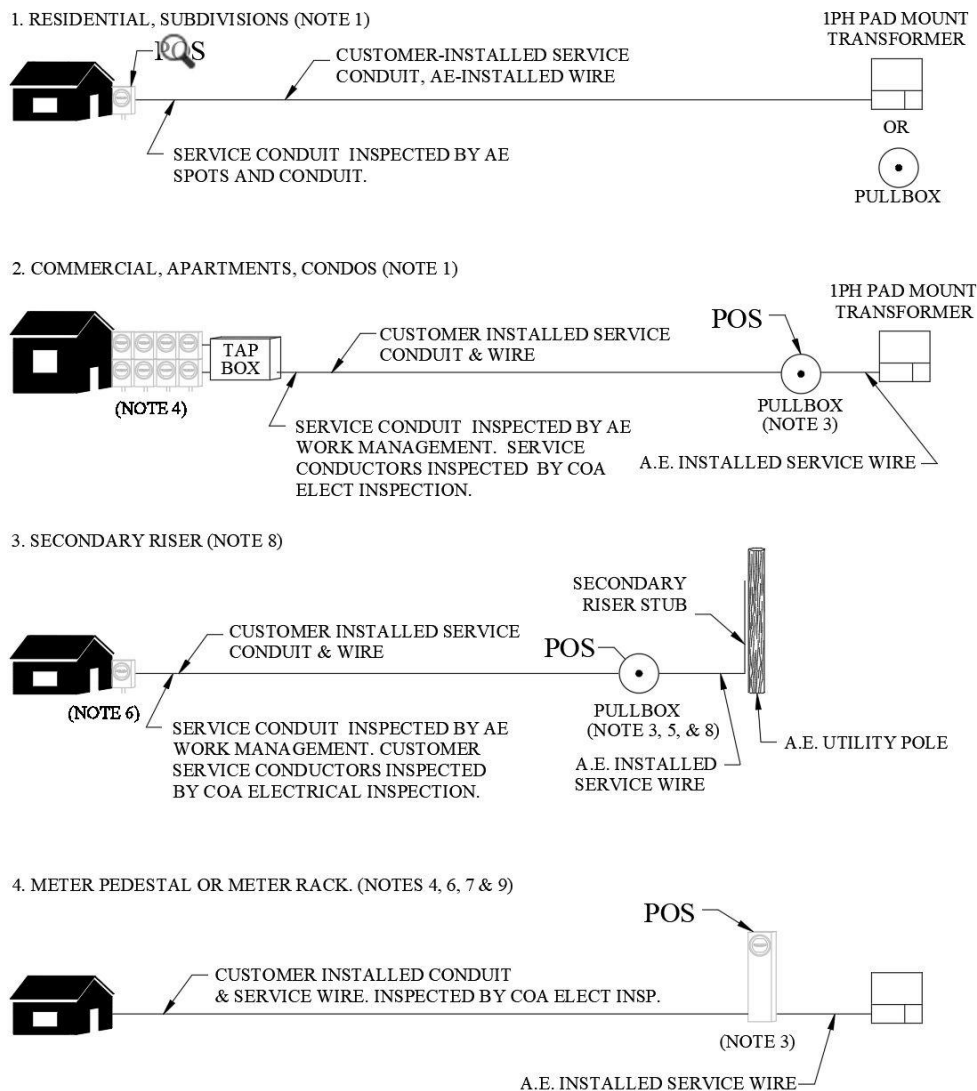 1. RESIDENTIAL, SUBDIVISIONS (NOTE 1)
1PH PAD MOUNT
TRANSFORMER
POS
CUSTOMER-INSTALLED SERVICE
CONDUIT, AE-INSTALLED WIRE
OR
SERVICE CONDUIT INSPECTED BY AE
SPOTS AND CONDUIT.
PULLBOX
2. COMMERCIAL, APARTMENTS, CONDOS (NOTE 1)
1PH PAD MOUNT
TRANSFORMER
POS
CUSTOMER INSTALLED SERVICE
CONDUIT & WIRE
TAP
BOX
(NOTE 4)
PULLBOX
(NOTE 3)
SERVICE CONDUIT INSPECTED BY AE
WORK MANAGEMENT. SERVICE
CONDUCTORS INSPECTED BY COA
ELECT INSPECTION.
A.E. INSTALLED SERVICE WIRE
3. SECONDARY RISER (NOTE 8)
SECONDARY
RISER STUB
CUSTOMER INSTALLED SERVICE
CONDUIT & WIRE
POS
(NOTE 6)
PULLBOX
(NOTE 3, 5, & 8)
SERVICE CONDUIT INSPECTED BY AE
WORK MANAGEMENT. CUSTOMER
SERVICE CONDUCTORS INSPECTED
BY COA ELECTRICAL INSPECTION.
A.E. UTILITY POLE
A.E. INSTALLED
SERVICE WIRE
4. METER PEDESTAL OR METER RACK. (NOTES 4, 6, 7 & 9)
POS
CUSTOMER INSTALLED CONDUIT
& SERVICE WIRE. INSPECTED BY COA ELECT INSP.
(NOTE 3)
A.E. INSTALLED SERVICE WIRE